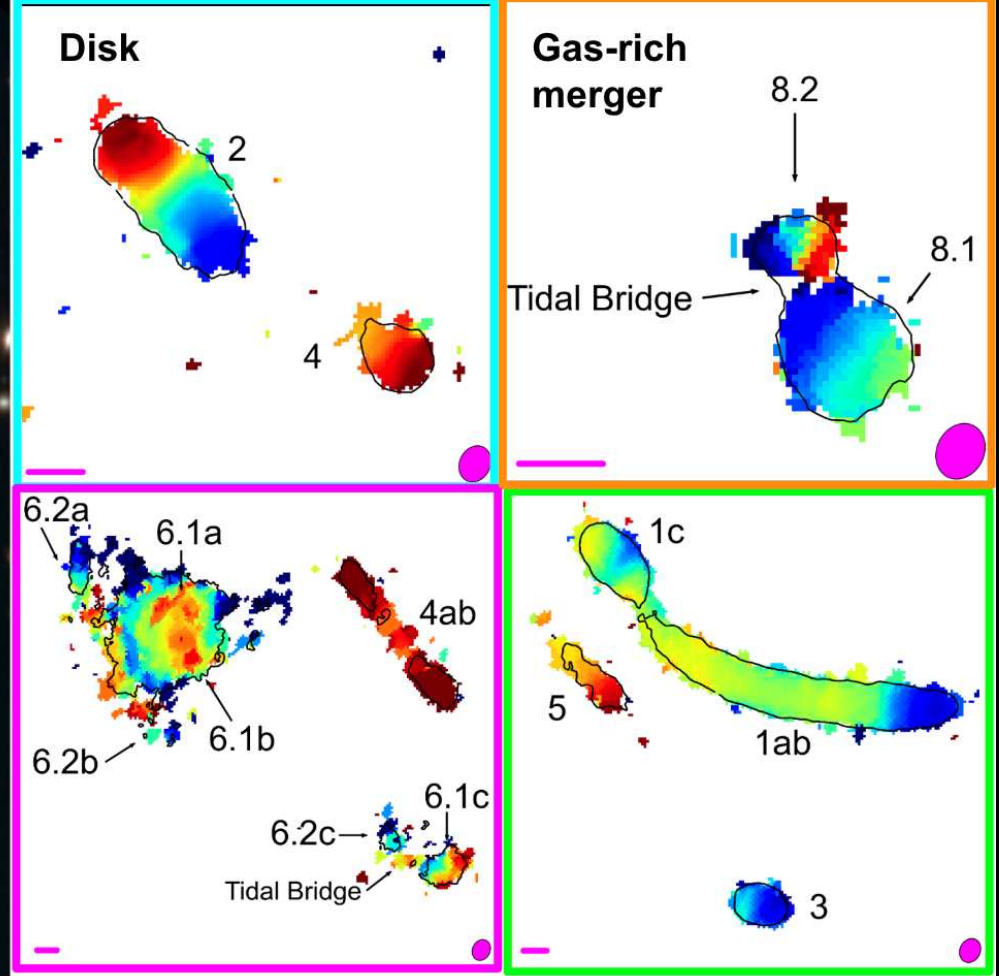 Disk
2
4
Gas-rich
merger
8.2
8.1
Tidal Bridge
6.2a
6.1a
4ab
6.1b
6.2b
6.1c
6.2c
Tidal Bridge
1c
5
1ab
3